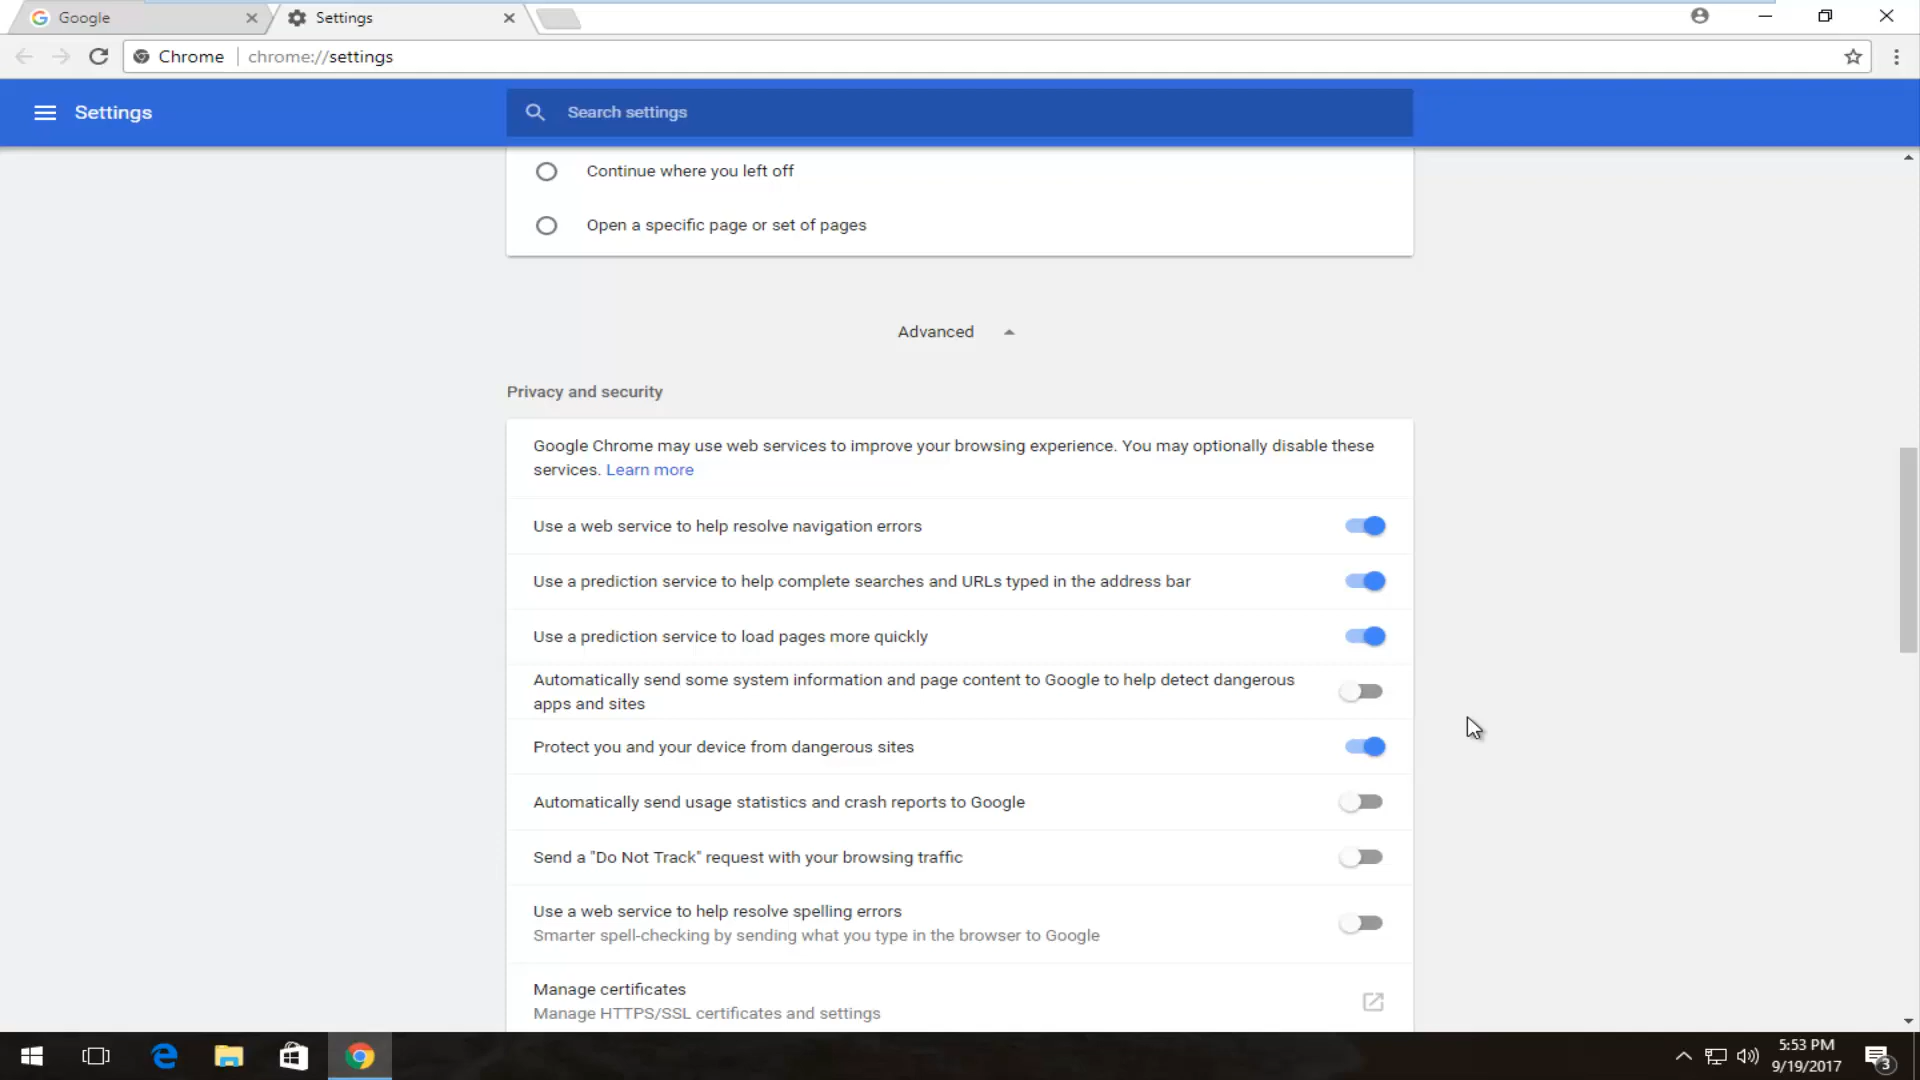 Google
Settings
Chrome
chrome://settings
Settings
Search settings
Continue where you left off
Open a specific page or set of pages
Advanced
Privacy and security
Google Chrome may use web services to improve your browsing experience. You may optionally disable these
services. Learn more
Use a web service to help resolve navigation errors
Use a prediction service to help complete searches and URLs typed in the address bar
Use a prediction service to load pages more quickly
Automatically send some system information and page content to Google to help detect dangerous
apps and sites
Protect you and your device from dangerous sites
Automatically send usage statistics and crash reports to Google
Send a "Do Not Track" request with your browsing traffic
Use a web service to help resolve spelling errors
Smarter spell-checking by sending what you type in the browser to Google
Manage certificates
Manage HTTPS/SSL certificates and settings
5:53 PM
9/19/2017
3